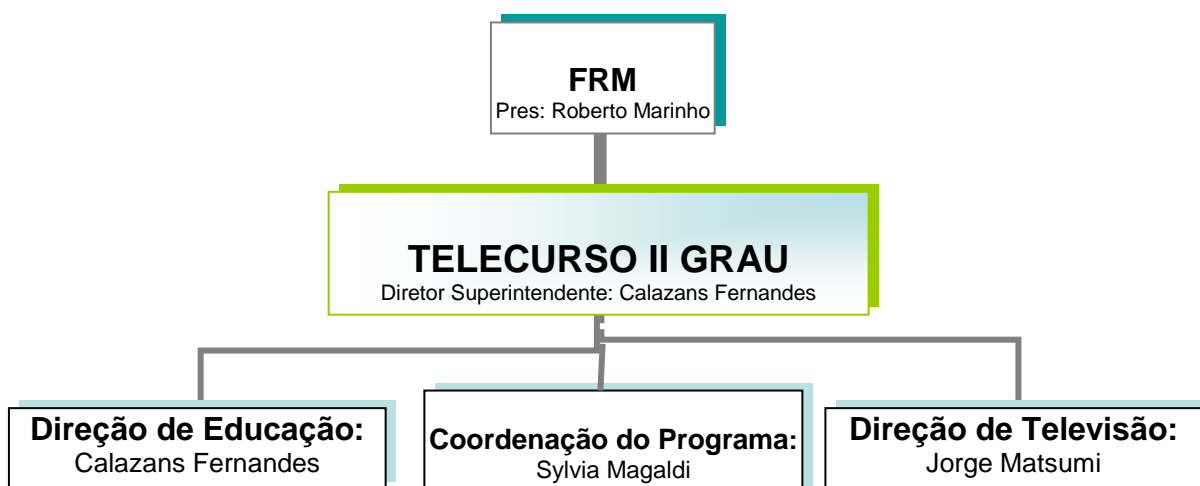 FRM
Pres: Roberto Marinho
TELECURSO II GRAU
Diretor Superintendente: Calazans Fernandes
Direção de Educação:
Calazans Fernandes
Coordenação do Programa:
Sylvia Magaldi
Direção de Televisão:
Jorge Matsumi